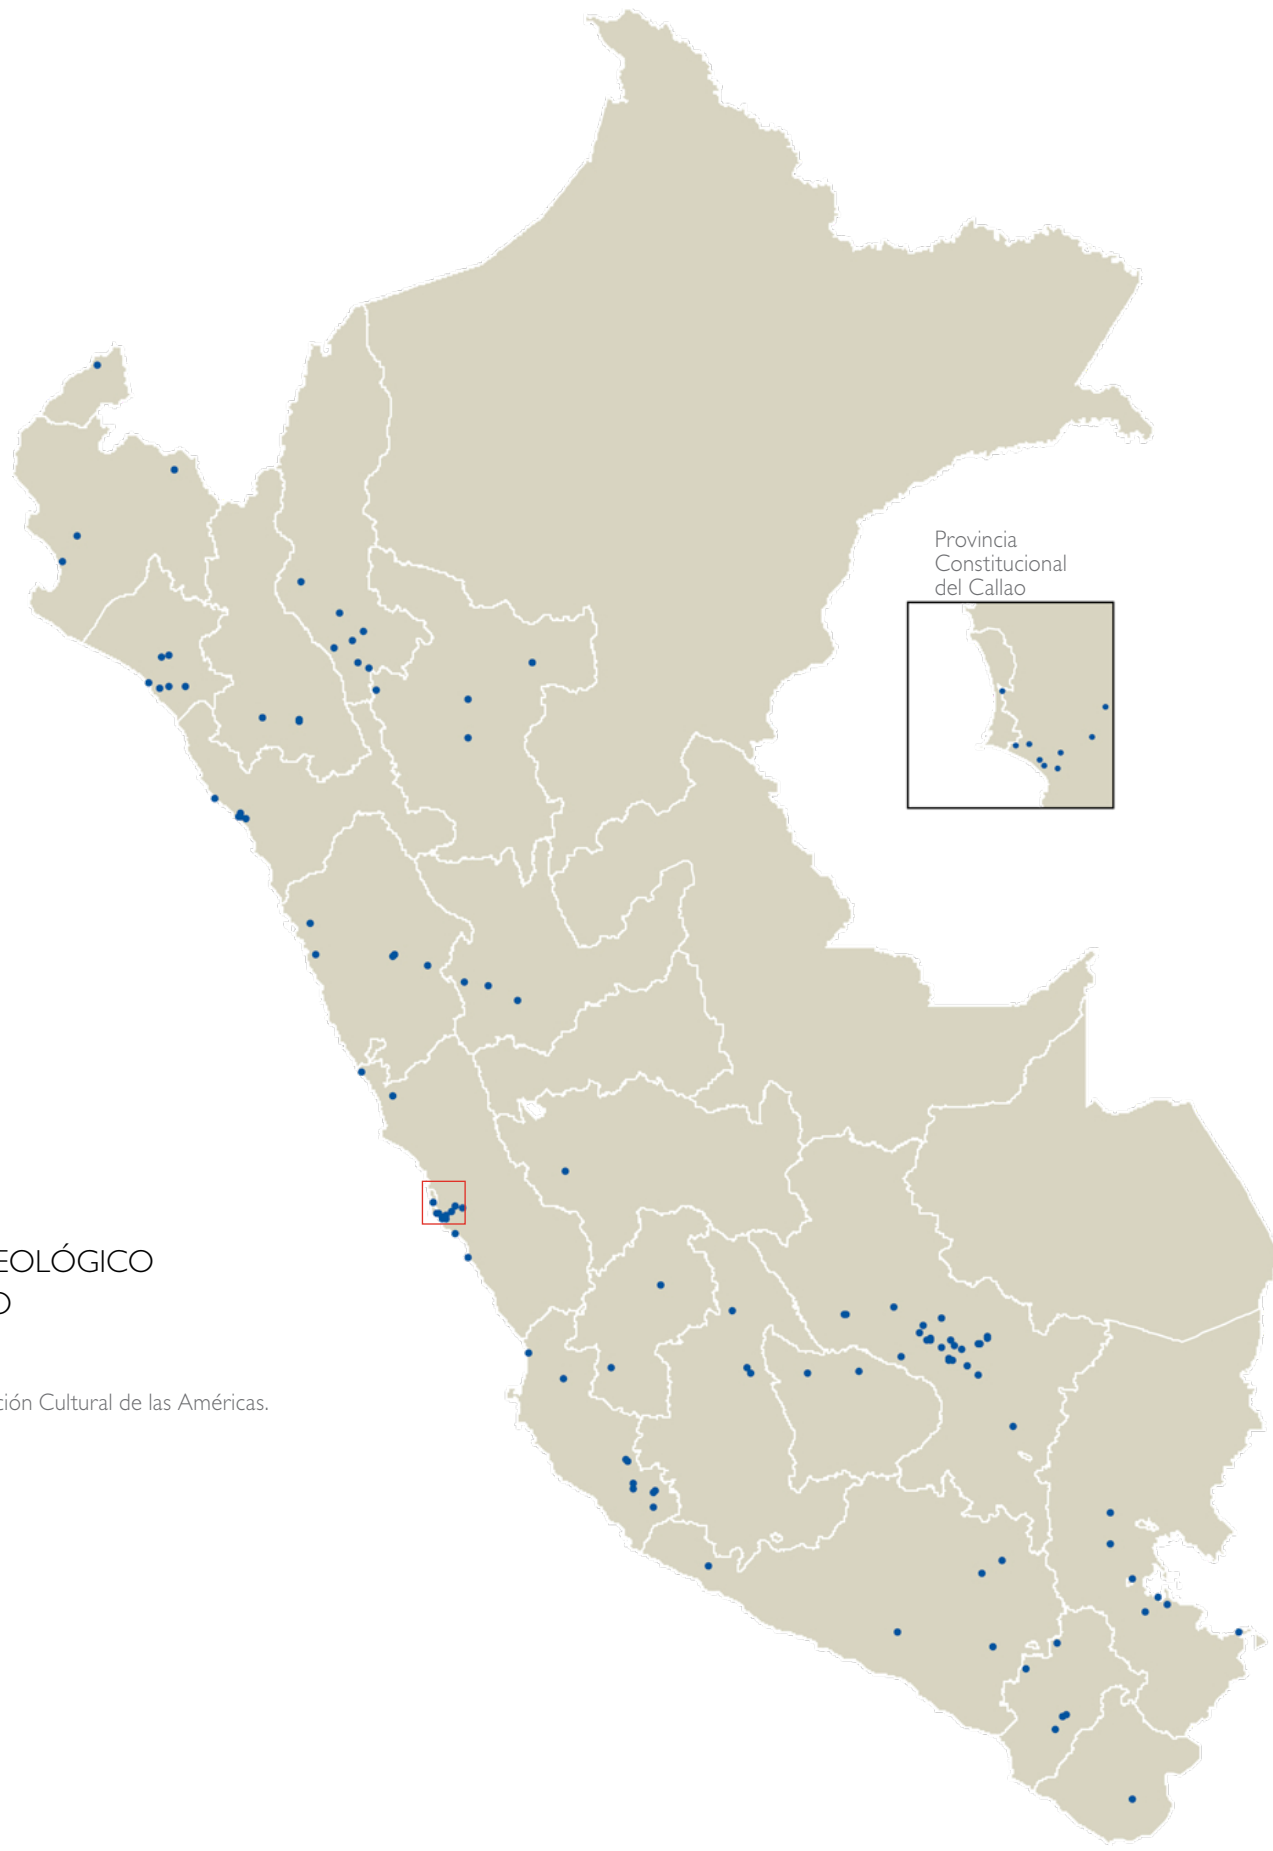 Provincia
Constitucional
del Callao
EOLÓGICO
O
ción Cultural de las Américas.